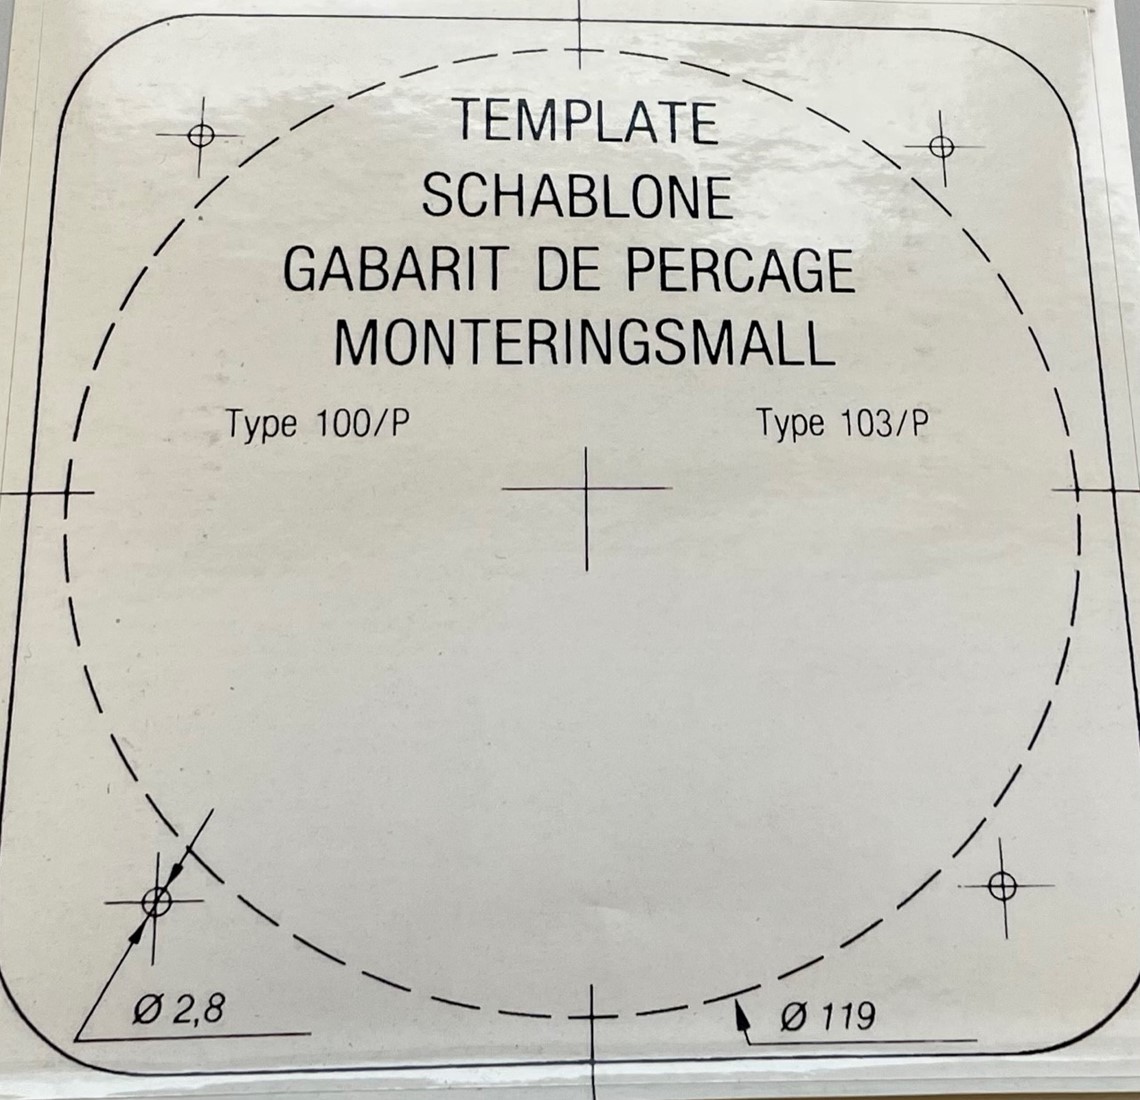 TEMPLATE
SCHABLONE
GABARIT DE PERCAGE
MONTERINGSMALL
Type 100/P Type 103/P
Ø 2,8
Ø 119